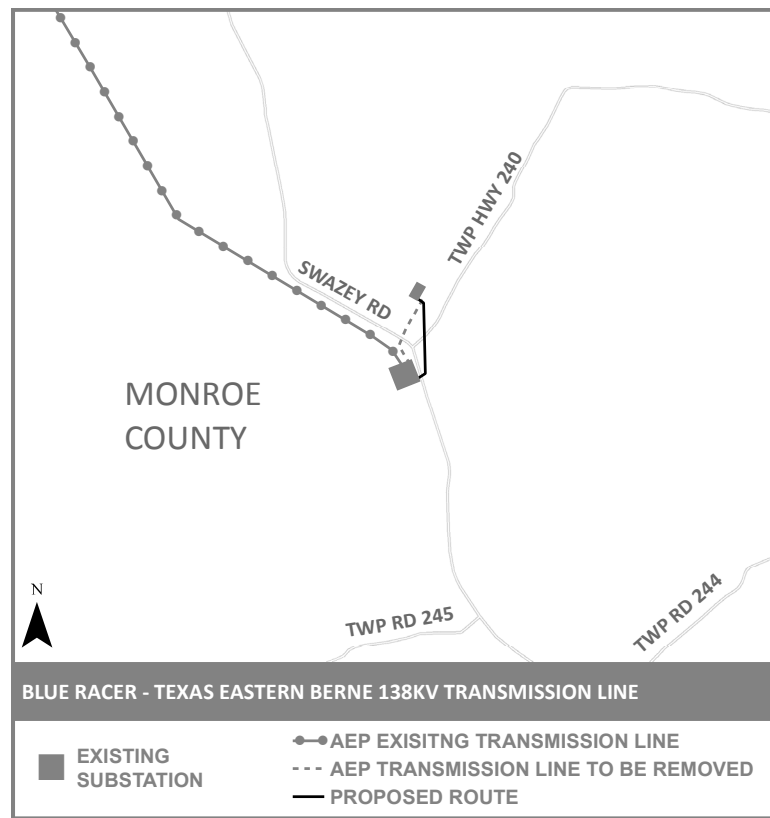 TWP HWY 240
SWAZEY RD
MONROE
COUNTY
N
TWP RD 245
TWP RD 244
BLUE RACER - TEXAS EASTERN BERNE 138KV TRANSMISSION LINE
EXISTING
SUBSTATION
AEP EXISITNG TRANSMISSION LINE
AEP TRANSMISSION LINE TO BE REMOVED
PROPOSED ROUTE